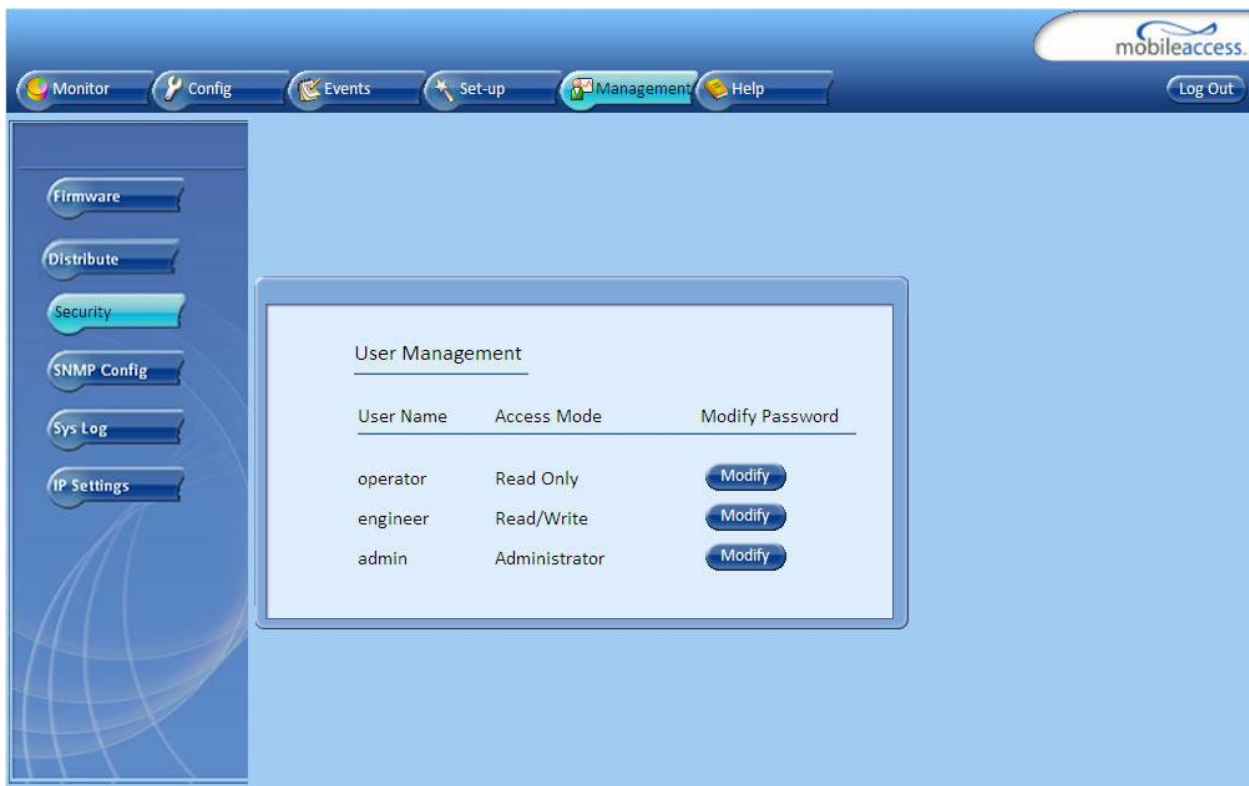 mobileaccess.
Monitor Config Events Set-up Management Help Log Out
Firmware
Distribute
Security
SNMP Config
Sys Log
IP Settings
User Management
User Name Access Mode Modify Password
operator Read Only Modify
engineer Read/Write Modify
admin Administrator Modify